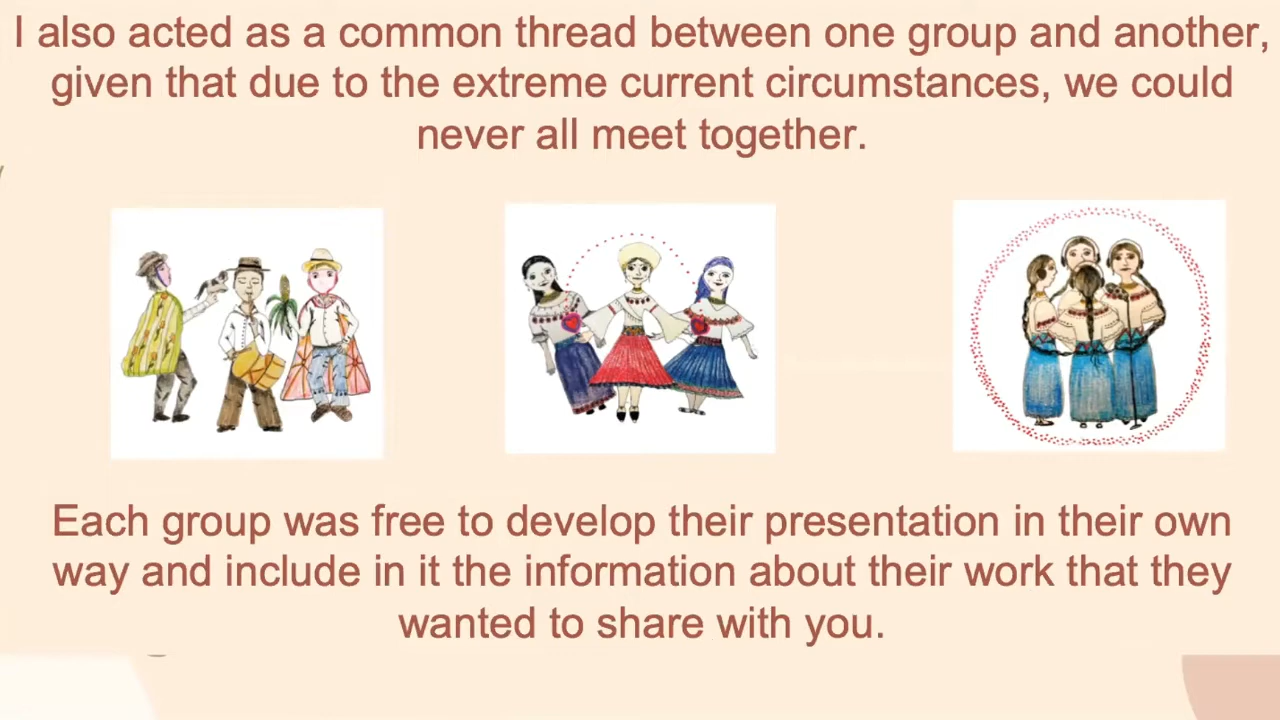 I also acted as a common thread between one group and another,
given that due to the extreme current circumstances, we could
never all meet together.
Each group was free to develop their presentation in their own
way and include in it the information about their work that they
wanted to share with you.